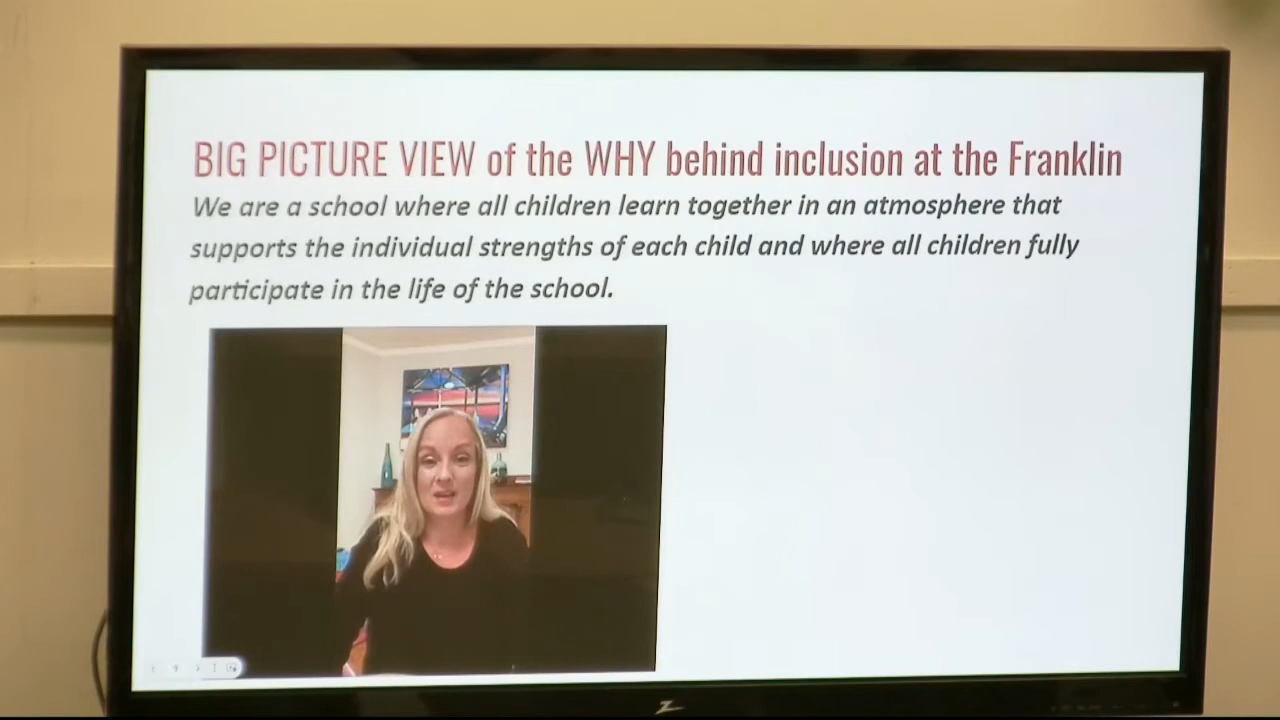 BIG PICTURE VIEW of the WHY behind inclusion at the Franklin
We are a school where all children learn together in an atmosphere that
supports the individual strengths of each child and where all children fully
participate in the life of the school.